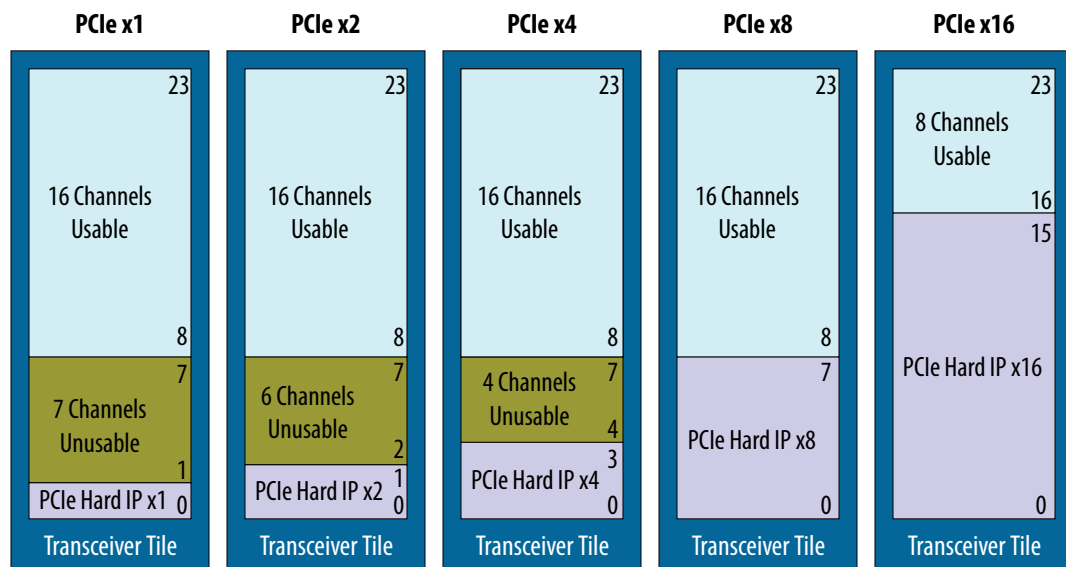 PCIe x1
23
16 Channels
Usable
8
7
7 Channels
Unusable
1
PCIe Hard IP x1
0
Transceiver Tile
PCIe x2
23
16 Channels
Usable
8
7
6 Channels
Unusable
2
1
PCIe Hard IP x2
0
Transceiver Tile
PCIe x4
23
16 Channels
Usable
8
7
4 Channels
Unusable
4
3
PCIe Hard IP x4
0
Transceiver Tile
PCIe x8
23
16 Channels
Usable
8
7
PCIe Hard IP x8
0
Transceiver Tile
PCIe x16
23
8 Channels
Usable
16
15
PCIe Hard IP x16
0
Transceiver Tile